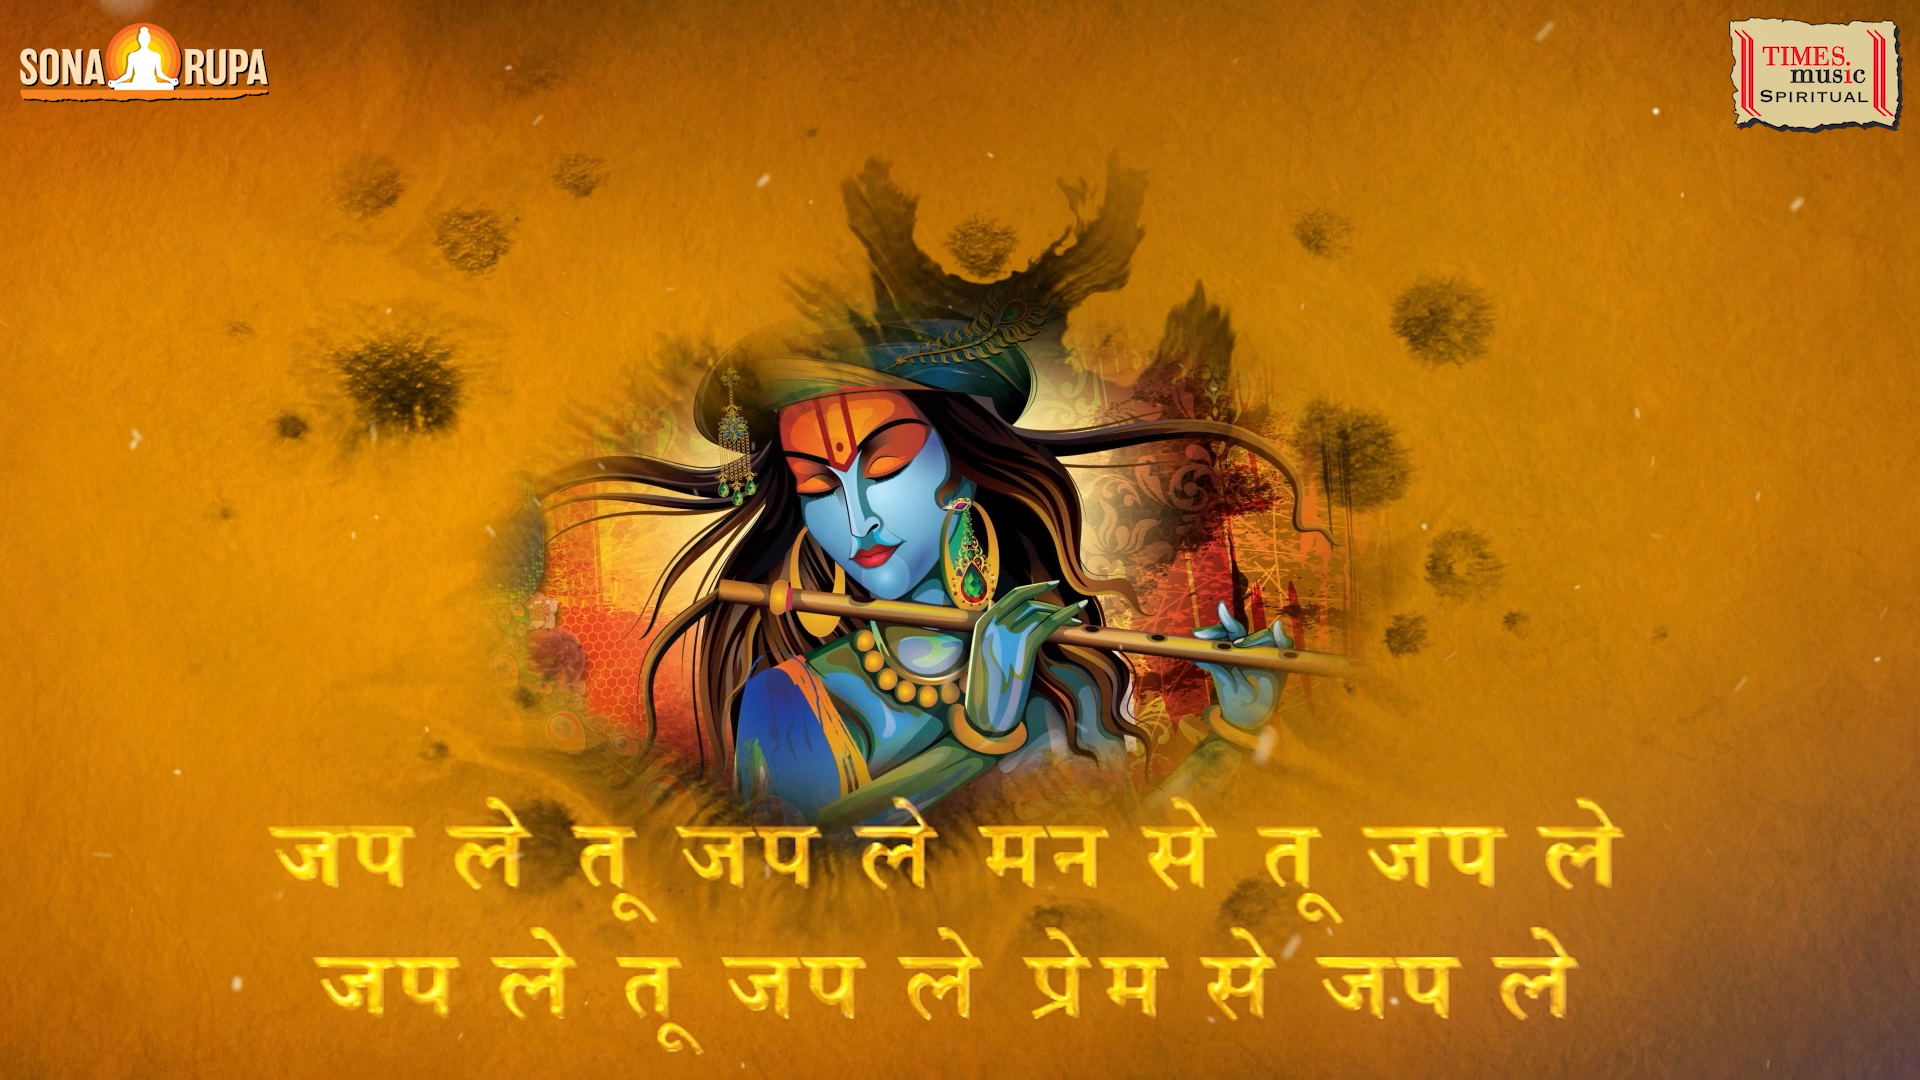 SONA RUPA
TIMES.
music
SPIRITUAL
जप ले तू जप ले मन से तू जप ले
जप ले तू जप ले प्रेम से जप ले